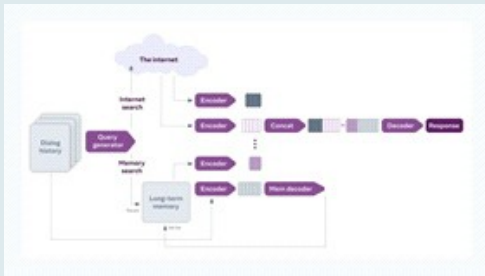 The internet
Internet
search
Encoder
Encoder
Concat
Decoder
Response
Dialog
history
Query
generator
Memory
search
Encoder
Long-term
memory
Encoder
Mem decoder